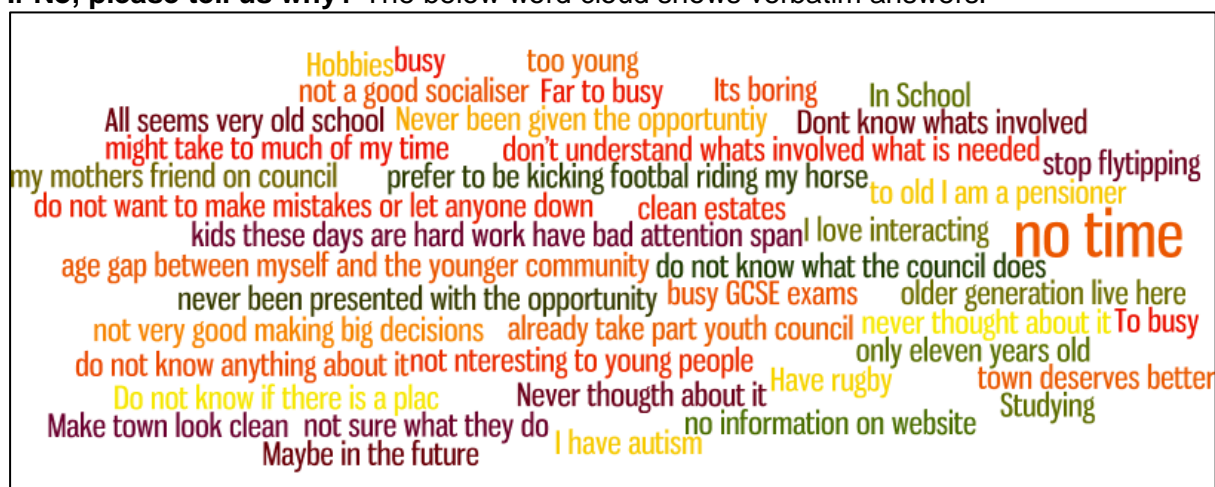 If No, please tell us why? The below word cloud shows verbatim answers.
Hobbies busy too young
not a good socialiser Far to busy Its boring In School
All seems very old school Never been given the opportuntiy Dont know whats involved
might take to much of my time don't understand whats involved what is needed stop flytipping
my mothers friend on council prefer to be kicking footbal riding my horse to old I am a pensioner
do not want to make mistakes or let anyone down clean estates no time
kids these days are hard work have bad attention span I love interacting
age gap between myself and the younger community do not know what the council does
never been presented with the opportunity busy GCSE exams older generation live here
not very good making big decisions already take part youth council never thought about it To busy
do not know anything about it not nteresting to young people only eleven years old
Do not know if there is a plac Never thougth about it Have rugby town deserves better
Make town look clean not sure what they do no information on website Studying
Maybe in the future I have autism